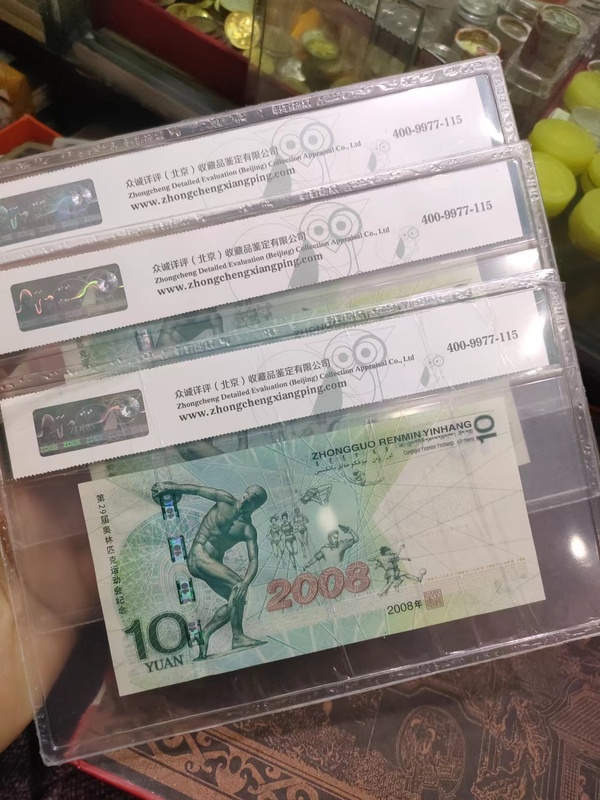 众诚详评（北京）收藏品鉴定有限公司
Zhongcheng Detailed Evaluation (Beijing) Collection Appraisal Co., Ltd
www.zhongchengxiangping.com
400-9977-115
众诚详评（北京）收藏品鉴定有限公司
Zhongcheng Detailed Evaluation (Beijing) Collection Appraisal Co., Ltd
www.zhongchengxiangping.com
400-9977-115
众诚详评（北京）收藏品鉴定有限公司
Zhongcheng Detailed Evaluation (Beijing) Collection Appraisal Co., Ltd
www.zhongchengxiangping.com
400-9977-115
ZHONGGUO RENMIN YINHANG
10
第29届奥林匹克运动会纪念
2008
2008年
10
YUAN